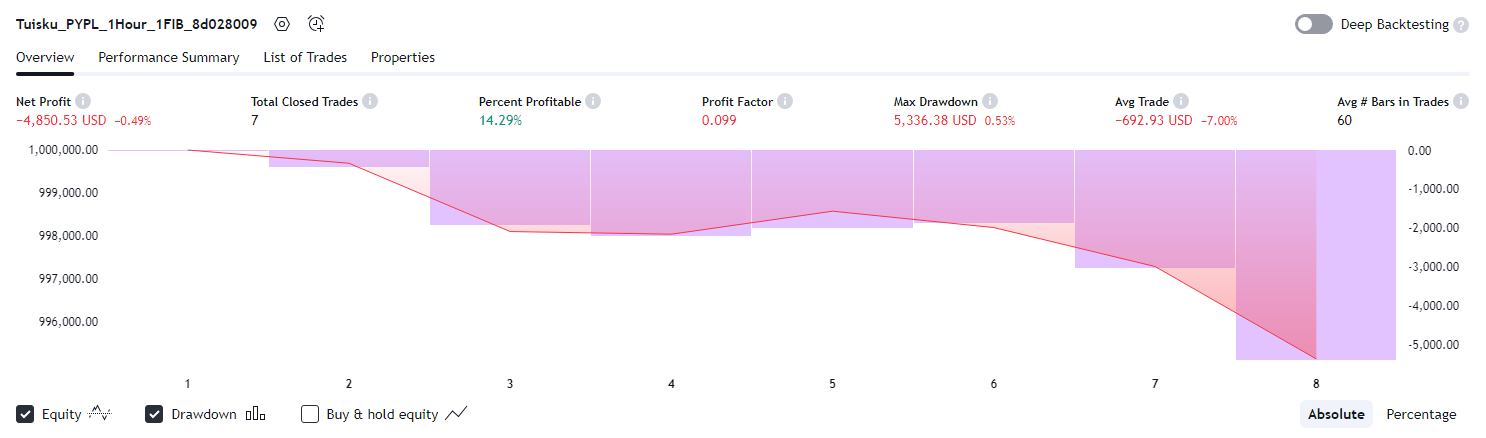 Tuisku_PYPL_1Hour_1FIB_8d028009 Deep Backtesting ?
Overview Performance Summary List of Trades Properties
Net Profit i Total Closed Trades i Percent Profitable i Profit Factor i Max Drawdown i Avg Trade i Avg # Bars in Trades i
−4,850.53 USD −0.49% 7 14.29% 0.099 5,336.38 USD 0.53% −692.93 USD −7.00% 60
1,000,000.00 0.00
999,000.00 -1,000.00
998,000.00 -2,000.00
997,000.00 -3,000.00
996,000.00 -4,000.00
-5,000.00
1 2 3 4 5 6 7 8
Equity Drawdown Buy & hold equity Absolute Percentage